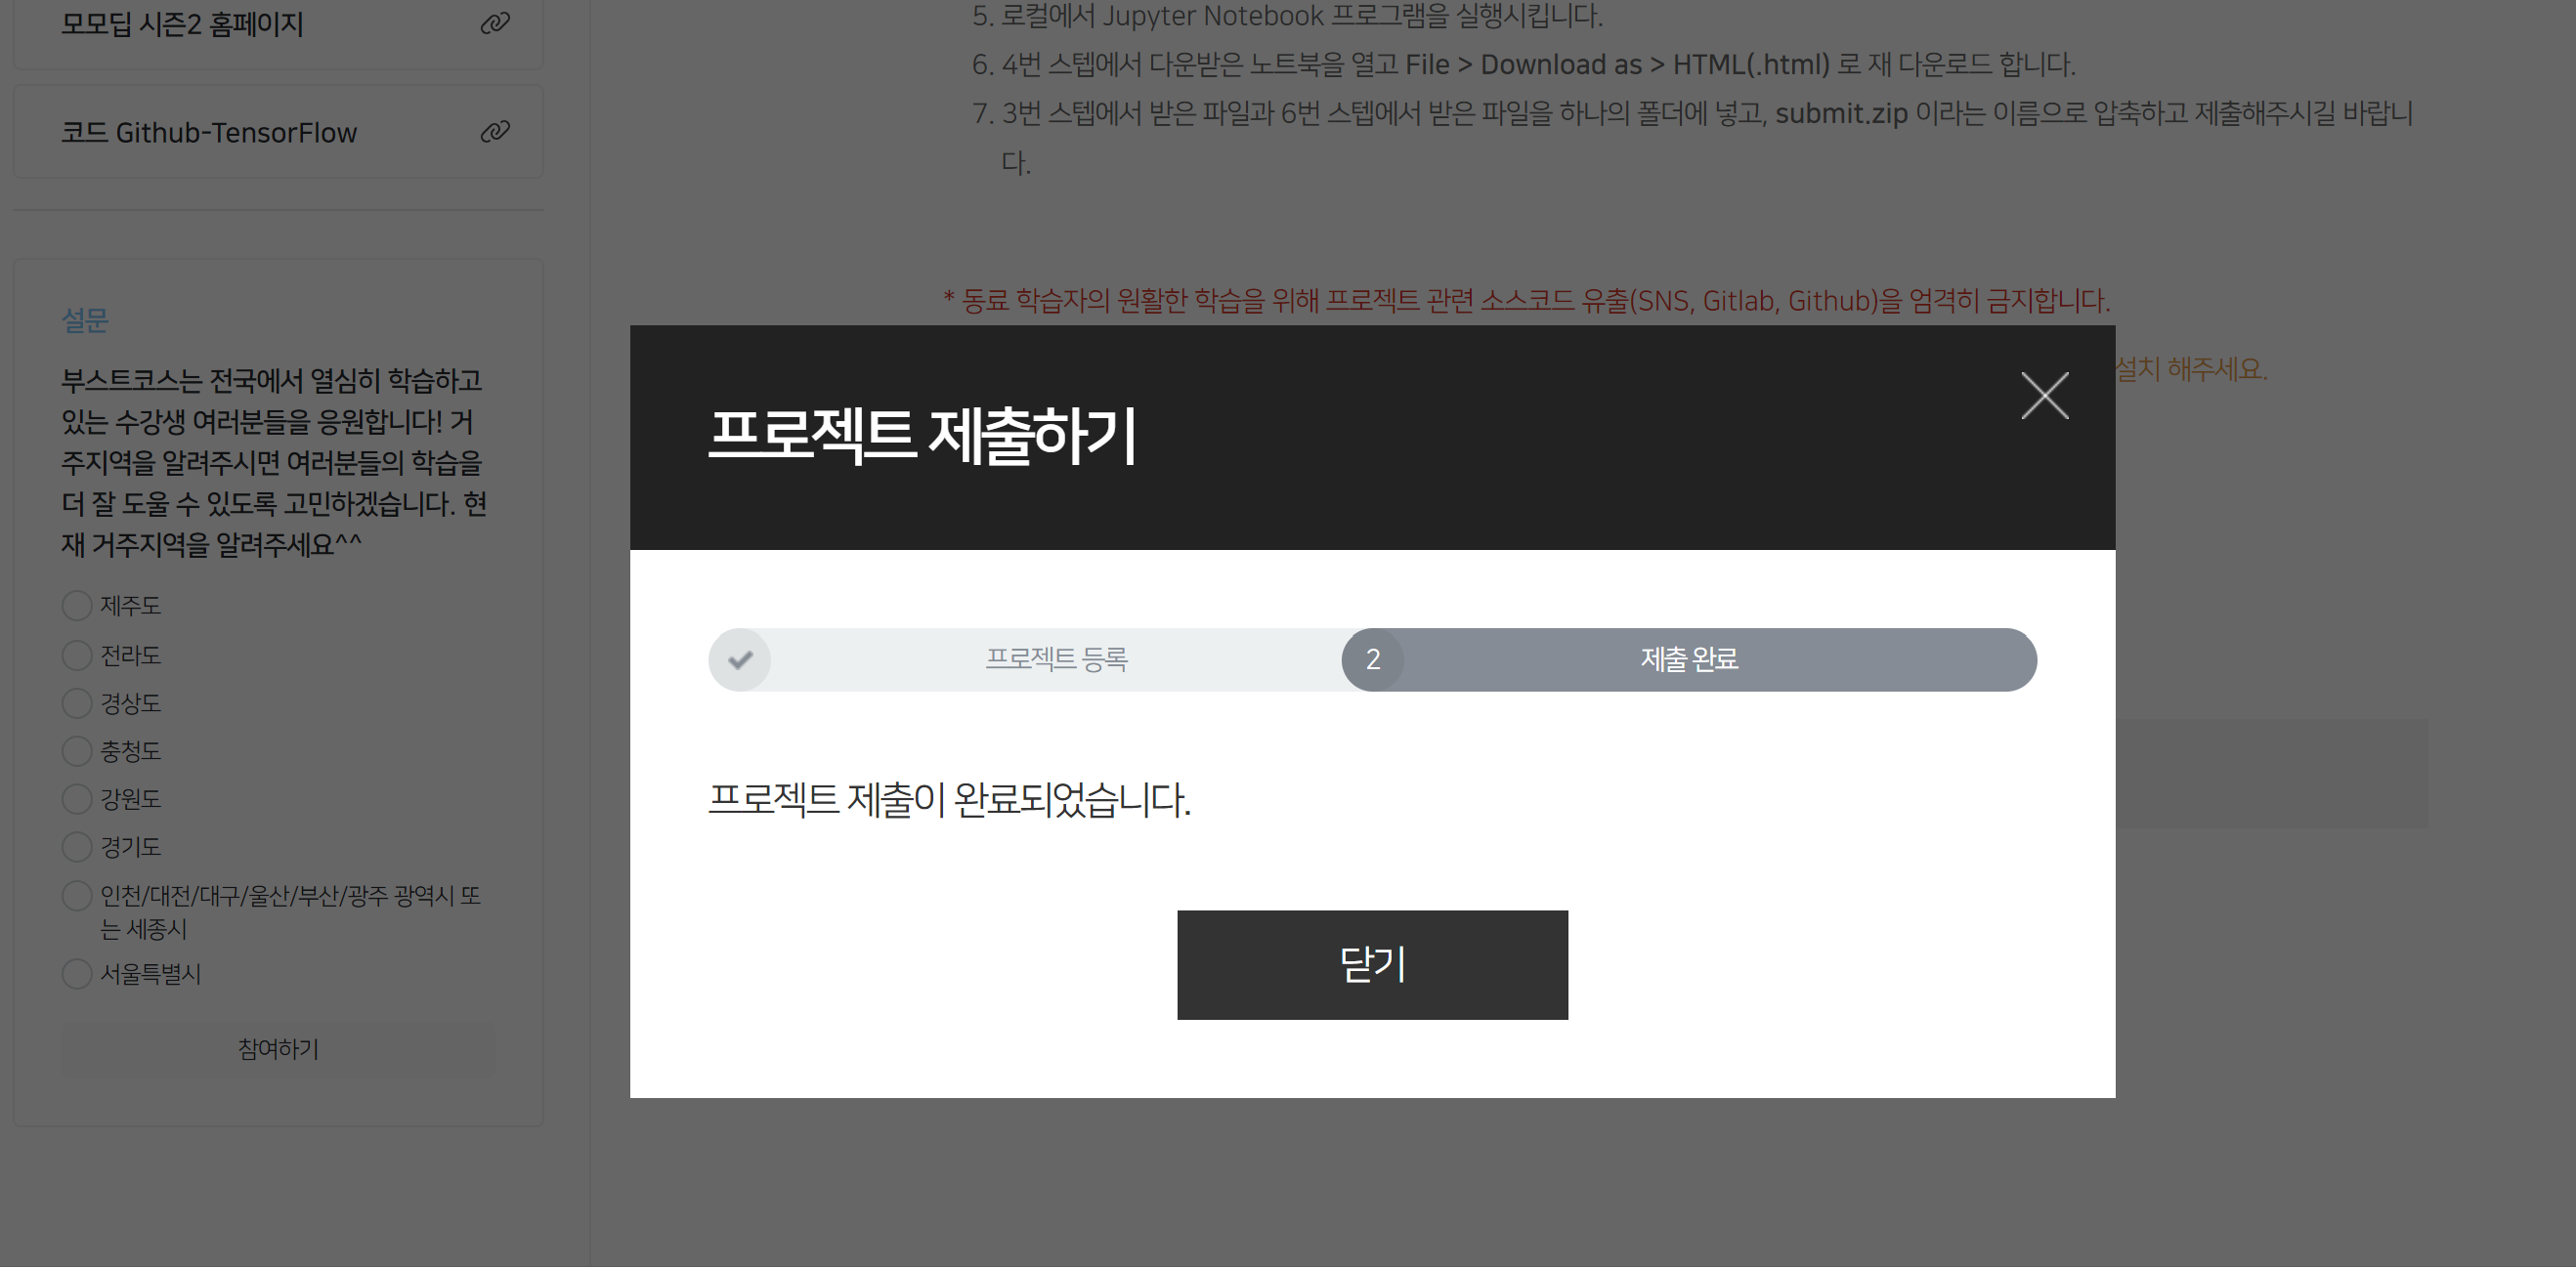 모모딥 시즌2 홈페이지
코드 Github-TensorFlow
설문
부스트코스는 전국에서 열심히 학습하고
있는 수강생 여러분들을 응원합니다! 거
주지역을 알려주시면 여러분들의 학습을
더 잘 도울 수 있도록 고민하겠습니다. 현
재 거주지역을 알려주세요^^
제주도
전라도
경상도
충청도
강원도
경기도
인천/대전/대구/울산/부산/광주 광역시 또
는 세종시
서울특별시
참여하기
5. 로컬에서 Jupyter Notebook 프로그램을 실행시킵니다.
6. 4번 스텝에서 다운받은 노트북을 열고 File > Download as > HTML(.html) 로 재 다운로드 합니다.
7. 3번 스텝에서 받은 파일과 6번 스텝에서 받은 파일을 하나의 폴더에 넣고, submit.zip 이라는 이름으로 압축하고 제출해주시길 바랍니
다.
* 동료 학습자의 원활한 학습을 위해 프로젝트 관련 소스코드 유출(SNS, Gitlab, Github)을 엄격히 금지합니다.
설치 해주세요.
프로젝트 제출하기
프로젝트 등록
2 제출 완료
프로젝트 제출이 완료되었습니다.
닫기